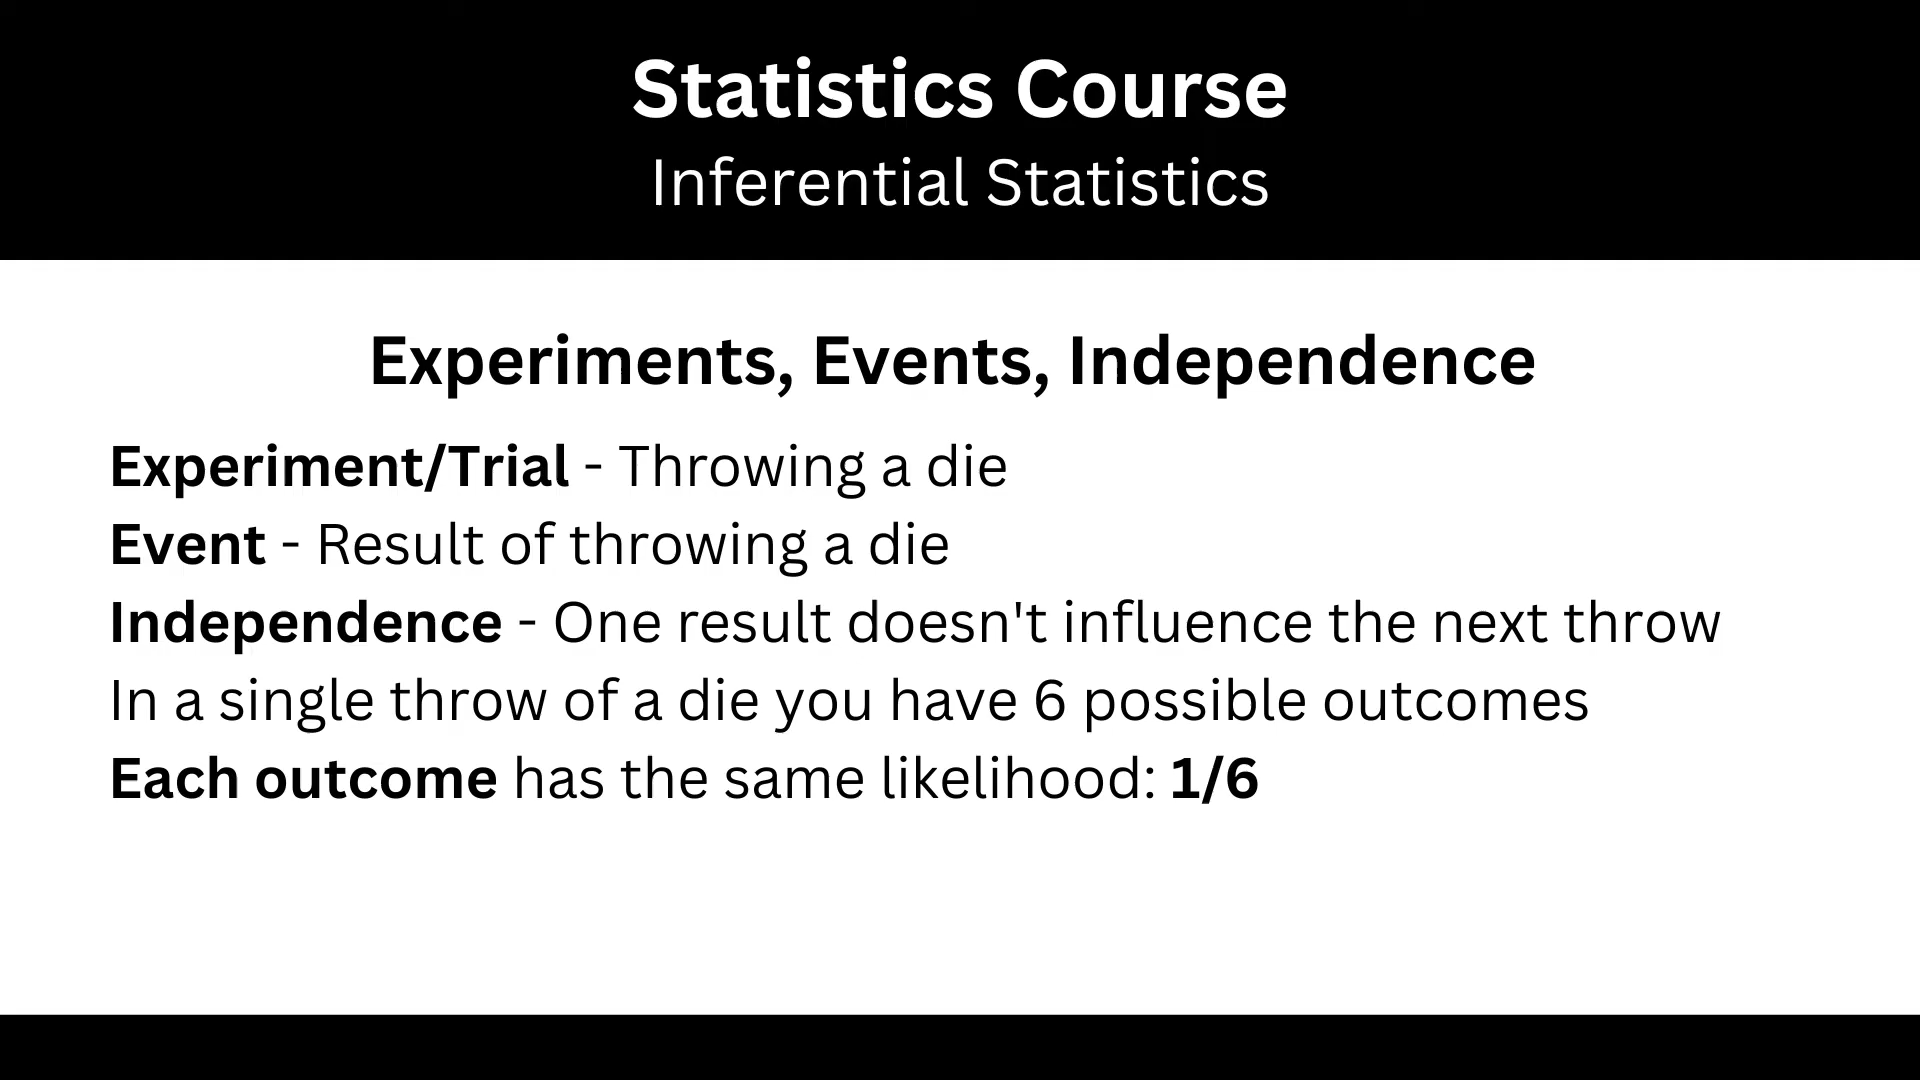 Statistics Course
Inferential Statistics
Experiments, Events, Independence
Experiment/Trial - Throwing a die
Event - Result of throwing a die
Independence - One result doesn't influence the next throw
In a single throw of a die you have 6 possible outcomes
Each outcome has the same likelihood: 1/6